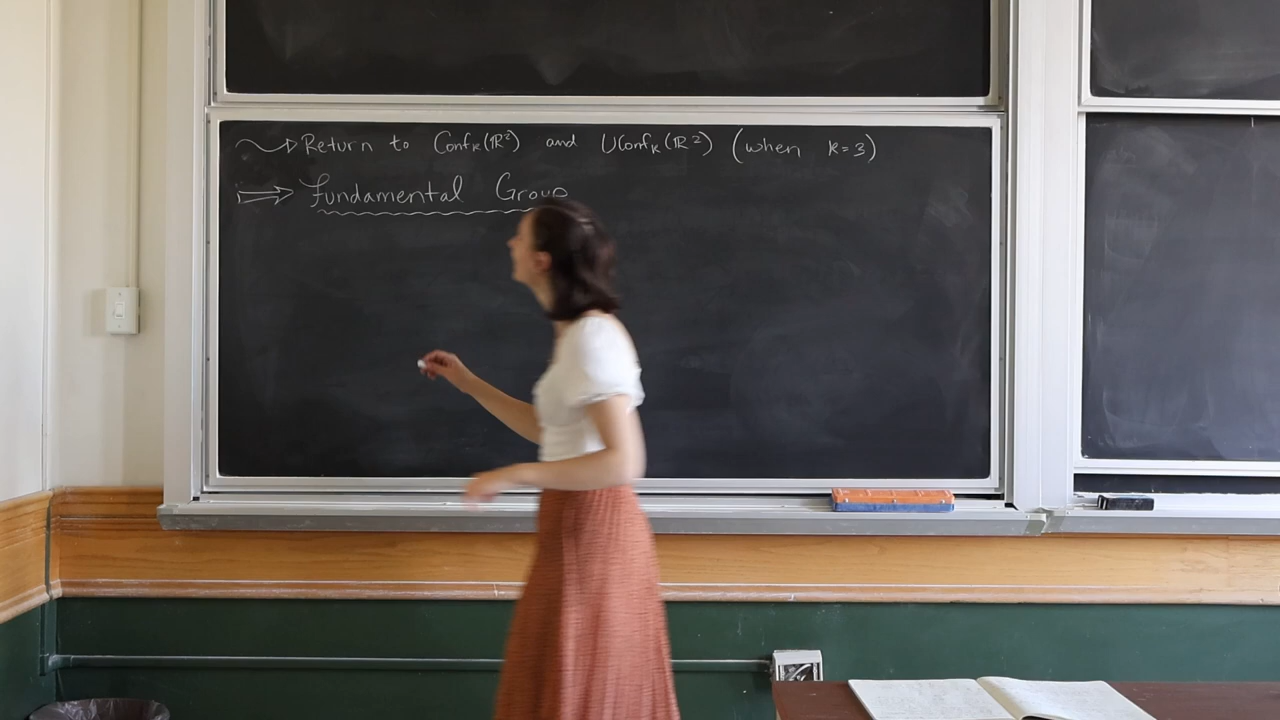 Return to Conf_k(ℝ²) and UConf_k(ℝ²) (when k=3)
⇒ Fundamental Group